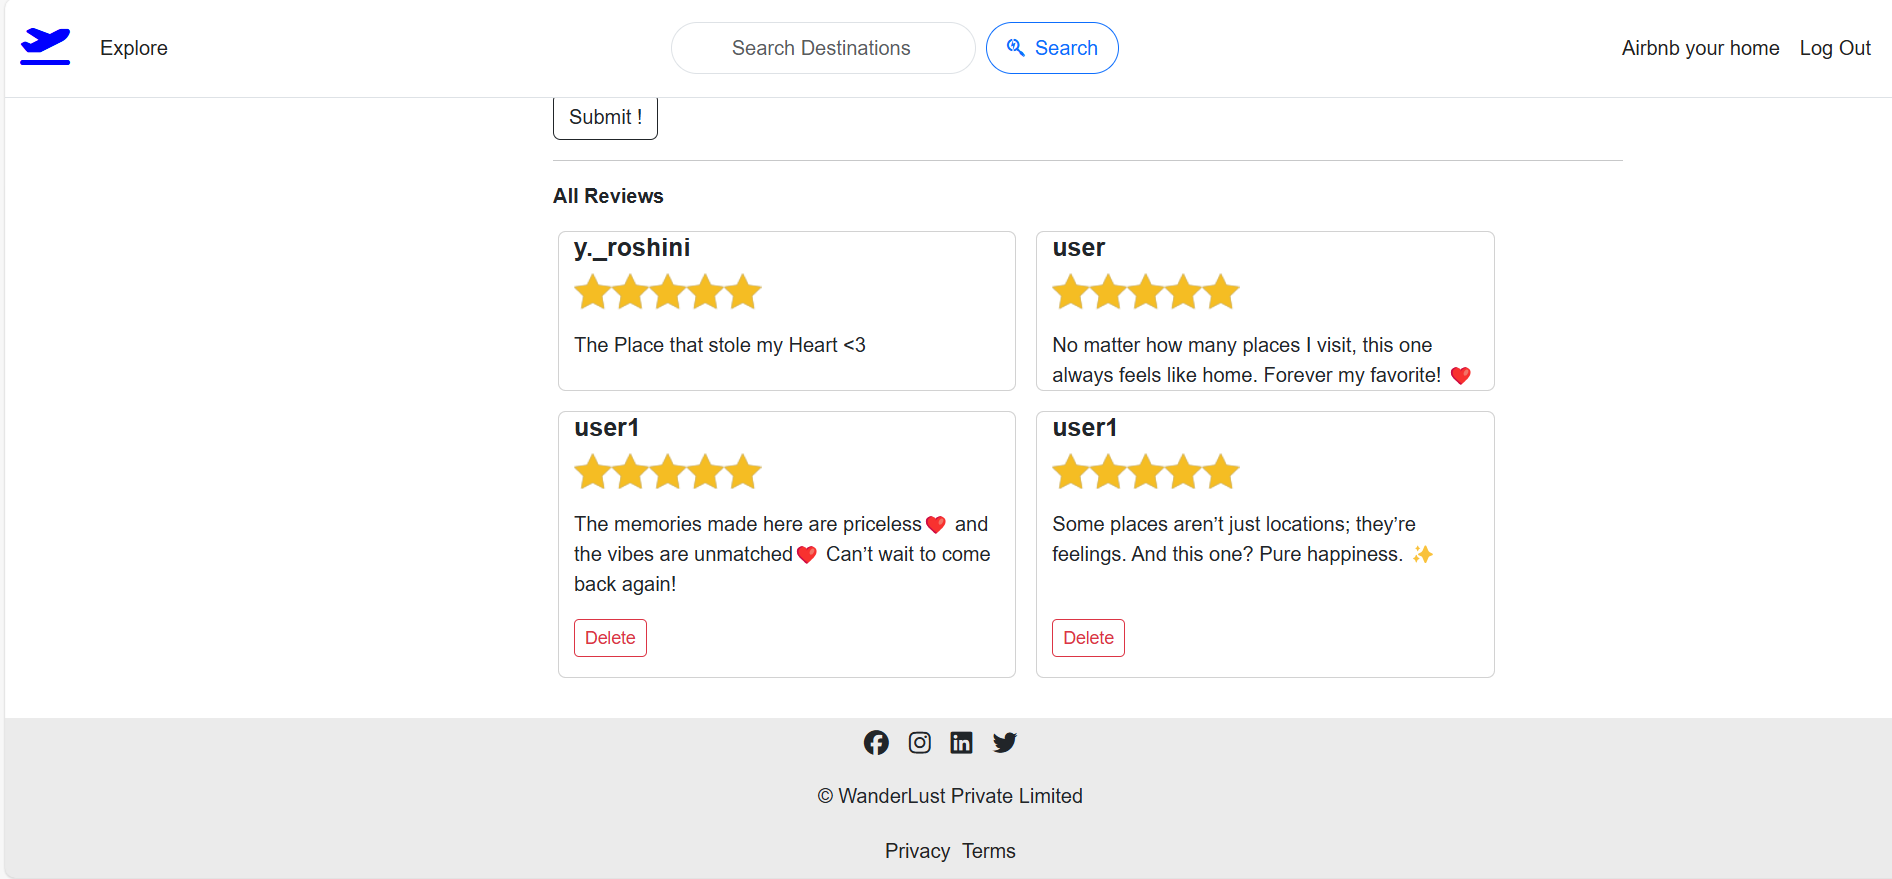 Explore
Search Destinations
Search
Airbnb your home
Log Out
Submit !
All Reviews
y._roshini
The Place that stole my Heart <3
user
No matter how many places I visit, this one
always feels like home. Forever my favorite! ❤️
user1
The memories made here are priceless❤️ and
the vibes are unmatched❤️ Can’t wait to come
back again!
Delete
user1
Some places aren’t just locations; they’re
feelings. And this one? Pure happiness. ✨
Delete
© WanderLust Private Limited
Privacy Terms